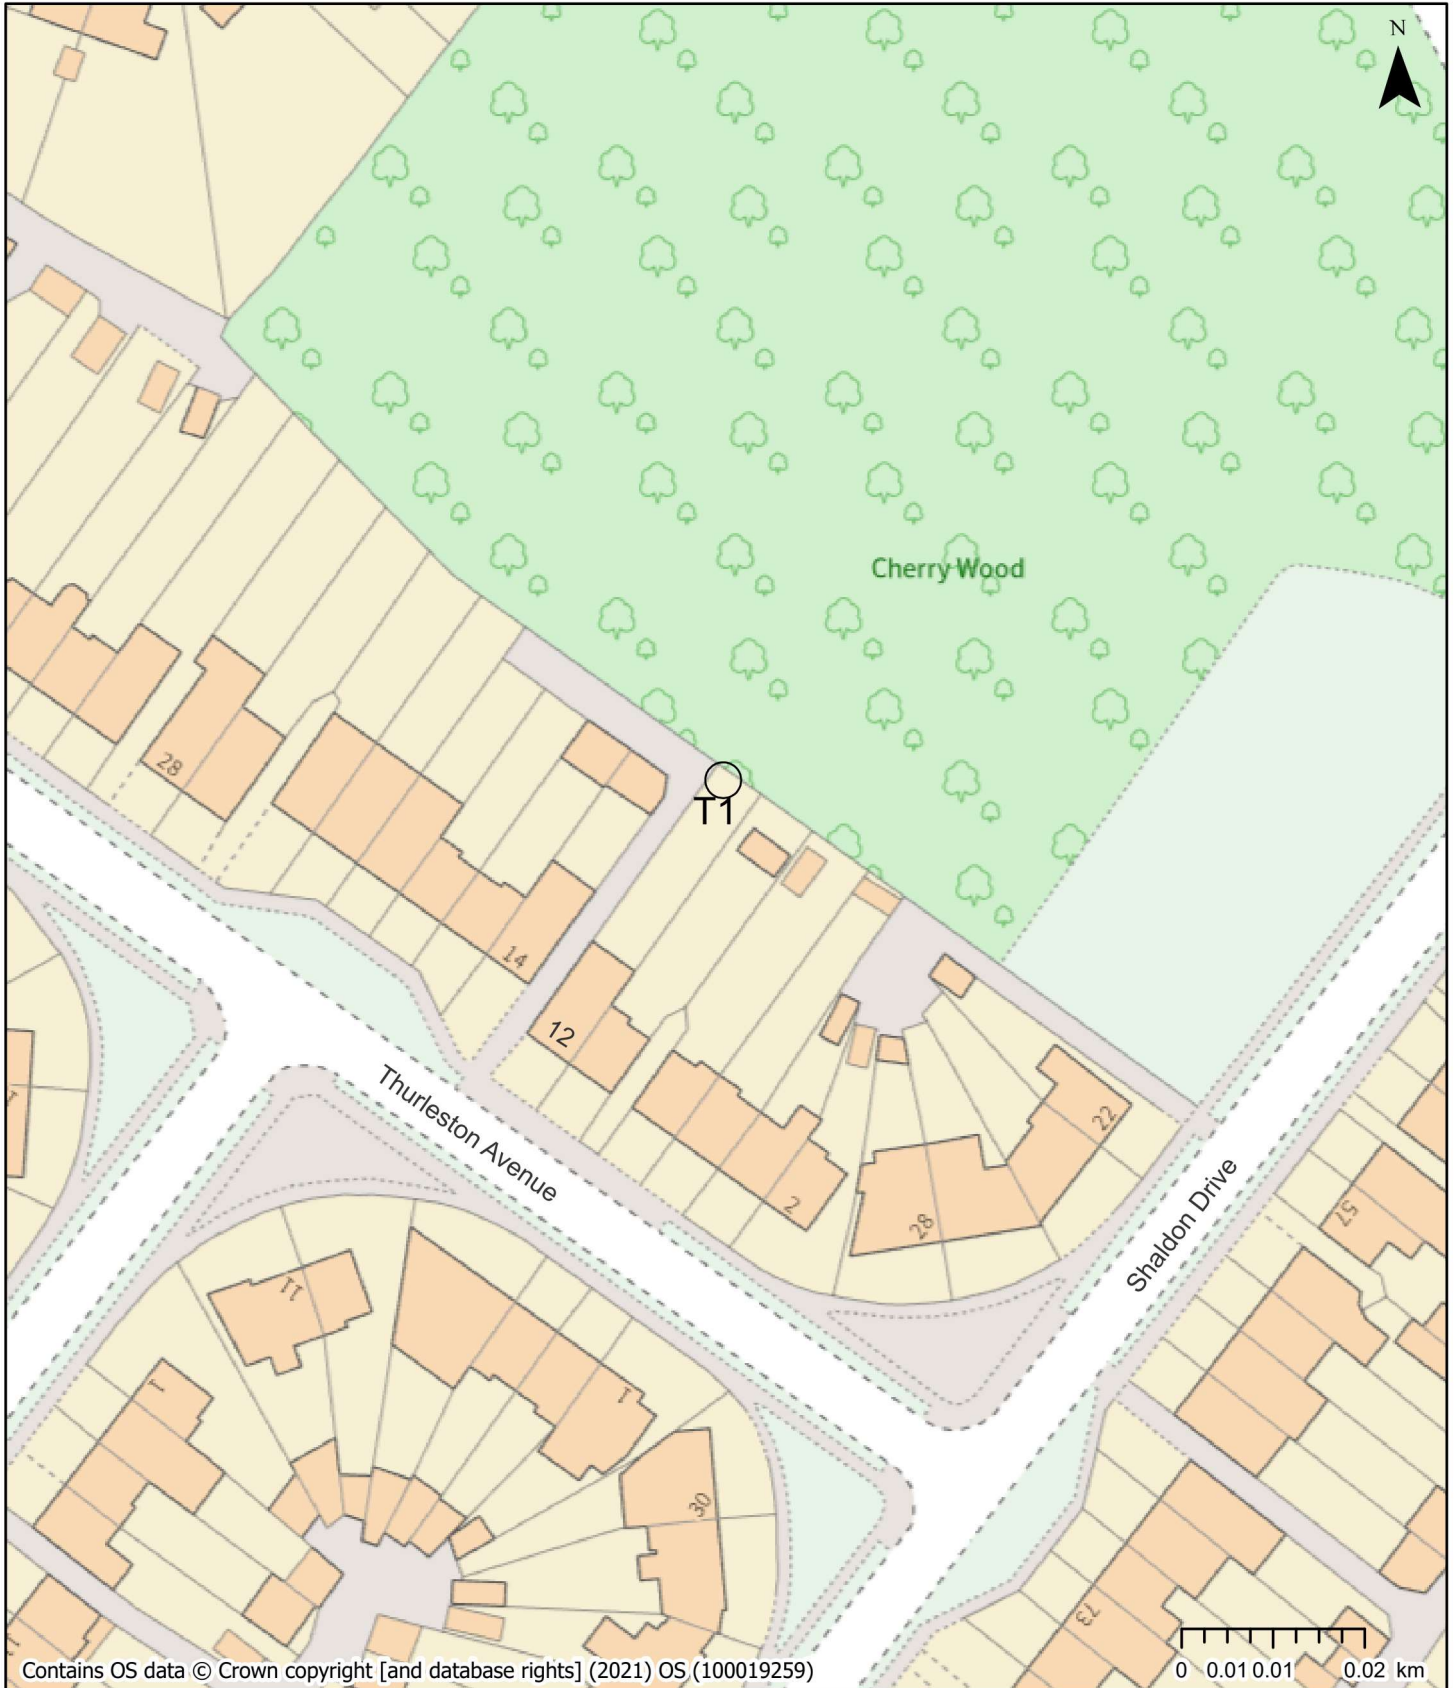 N
Cherry Wood
28
T1
14
12
Thurleston Avenue
22
2
28
Shaldon Drive
57
11
1
1
1
30
73
0 0.01 0.01 0.02 km
Contains OS data © Crown copyright [and database rights] (2021) OS (100019259)